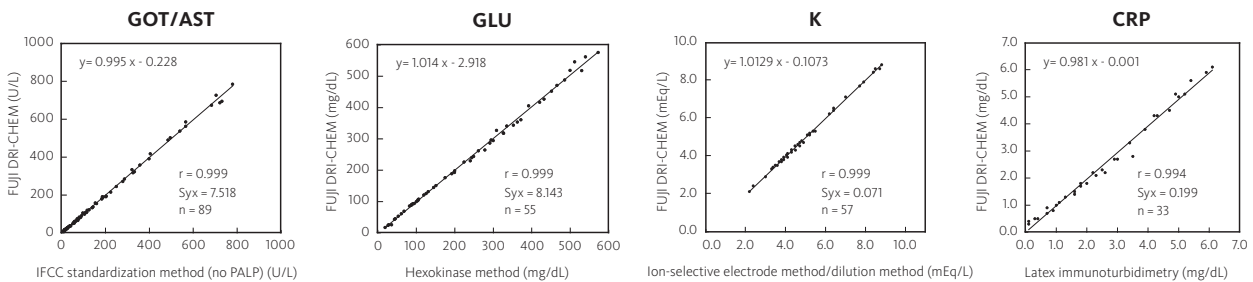 GOT/AST
FUJI DRI-CHEM (U/L)
1000
800
600
400
200
0
y= 0.995 x - 0.228
r = 0.999
Syx = 7.518
n = 89
0 200 400 600 800 1000
IFCC standardization method (no PALP) (U/L)
GLU
FUJI DRI-CHEM (mg/dL)
600
500
400
300
200
100
0
y= 1.014 x - 2.918
r = 0.999
Syx = 8.143
n = 55
0 100 200 300 400 500 600
Hexokinase method (mg/dL)
K
FUJI DRI-CHEM (mEq/L)
10.0
8.0
6.0
4.0
2.0
0.0
y= 1.0129 x - 0.1073
r = 0.999
Syx = 0.071
n = 57
0.0 2.0 4.0 6.0 8.0 10.0
Ion-selective electrode method/dilution method (mEq/L)
CRP
FUJI DRI-CHEM (mg/dL)
7.0
6.0
5.0
4.0
3.0
2.0
1.0
0.0
y= 0.981 x - 0.001
r = 0.994
Syx = 0.199
n = 33
0.0 1.0 2.0 3.0 4.0 5.0 6.0 7.0
Latex immunoturbidimetry (mg/dL)